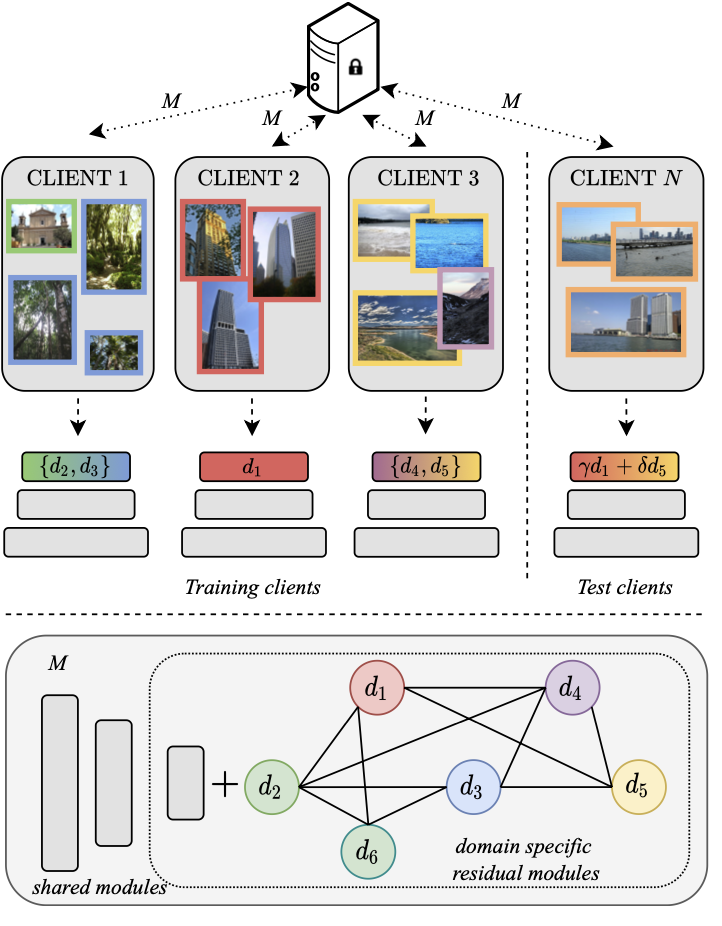 M
M
M
M
CLIENT 1
CLIENT 2
CLIENT 3
CLIENT N
{d₂, d₃}
d₁
{d₄, d₅}
γd₁ + δd₅
Training clients
Test clients
M
d₁
d₄
+
d₂
d₃
d₅
d₆
domain specific
residual modules
shared modules